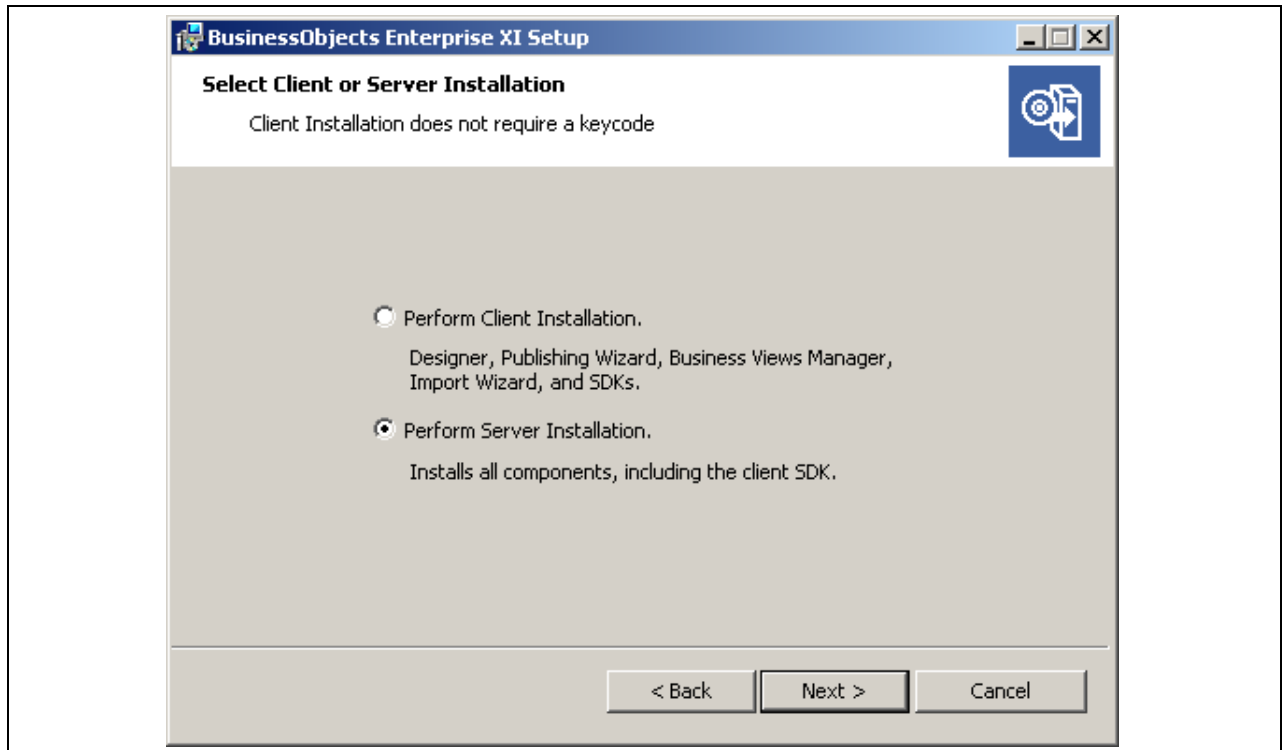 BusinessObjects Enterprise XI Setup
Select Client or Server Installation
Client Installation does not require a keycode
Perform Client Installation.
Designer, Publishing Wizard, Business Views Manager,
Import Wizard, and SDKs.
Perform Server Installation.
Installs all components, including the client SDK.
< Back Next > Cancel